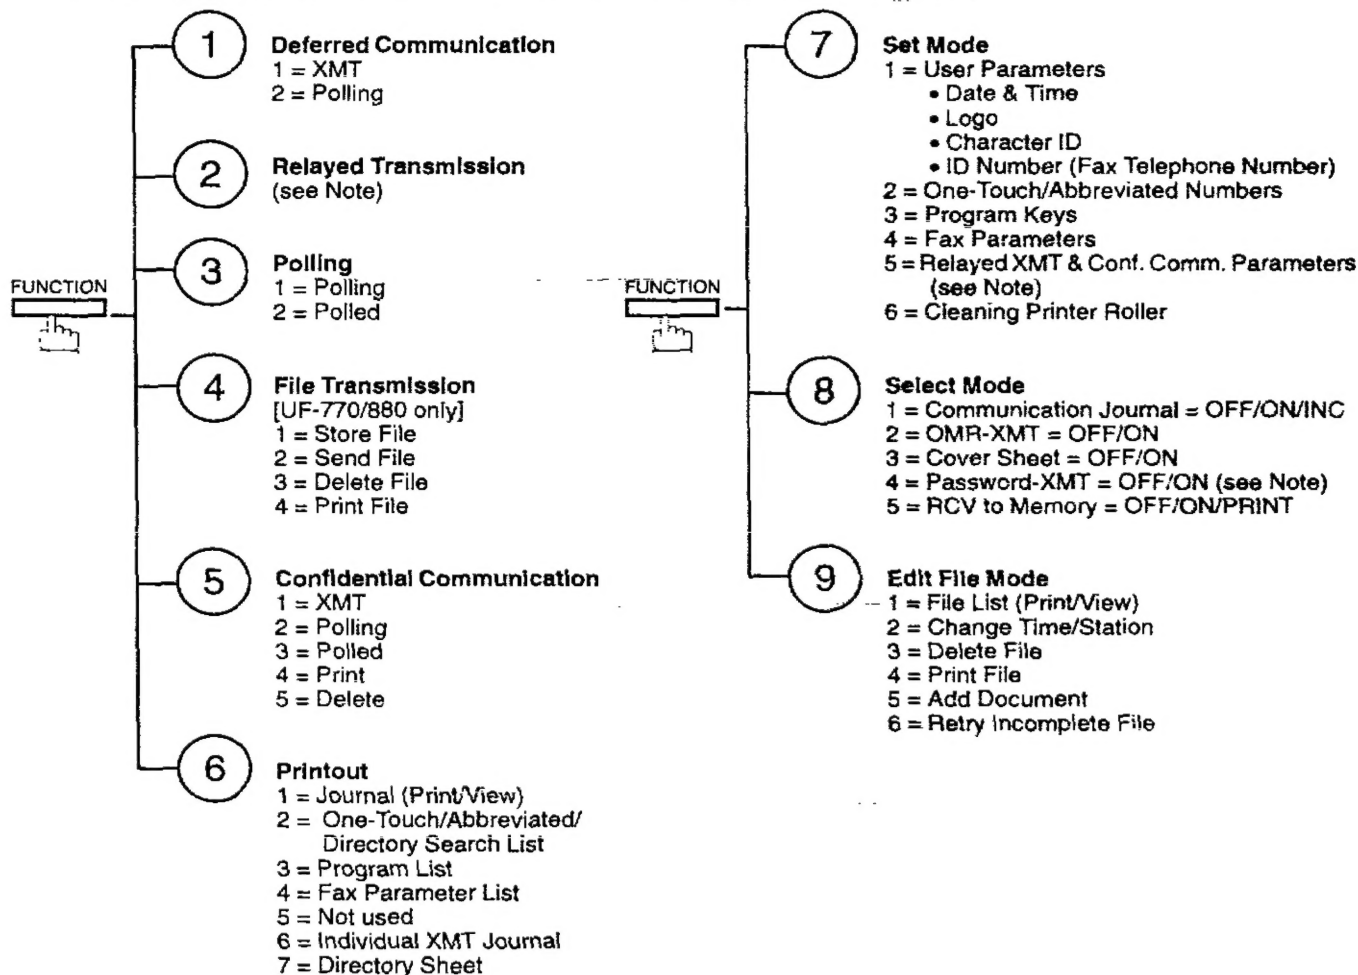 FUNCTION
1
Deferred Communication
1 = XMT
2 = Polling
2
Relayed Transmission
(see Note)
3
Polling
1 = Polling
2 = Polled
4
File Transmission
[UF-770/880 only]
1 = Store File
2 = Send File
3 = Delete File
4 = Print File
5
Confidential Communication
1 = XMT
2 = Polling
3 = Polled
4 = Print
5 = Delete
6
Printout
1 = Journal (Print/View)
2 = One-Touch/Abbreviated/
Directory Search List
3 = Program List
4 = Fax Parameter List
5 = Not used
6 = Individual XMT Journal
7 = Directory Sheet
FUNCTION
7
Set Mode
1 = User Parameters
• Date & Time
• Logo
• Character ID
• ID Number (Fax Telephone Number)
2 = One-Touch/Abbreviated Numbers
3 = Program Keys
4 = Fax Parameters
5 = Relayed XMT & Conf. Comm. Parameters
(see Note)
6 = Cleaning Printer Roller
8
Select Mode
1 = Communication Journal = OFF/ON/INC
2 = OMR-XMT = OFF/ON
3 = Cover Sheet = OFF/ON
4 = Password-XMT = OFF/ON (see Note)
5 = RCV to Memory = OFF/ON/PRINT
9
Edit File Mode
1 = File List (Print/View)
2 = Change Time/Station
3 = Delete File
4 = Print File
5 = Add Document
6 = Retry Incomplete File